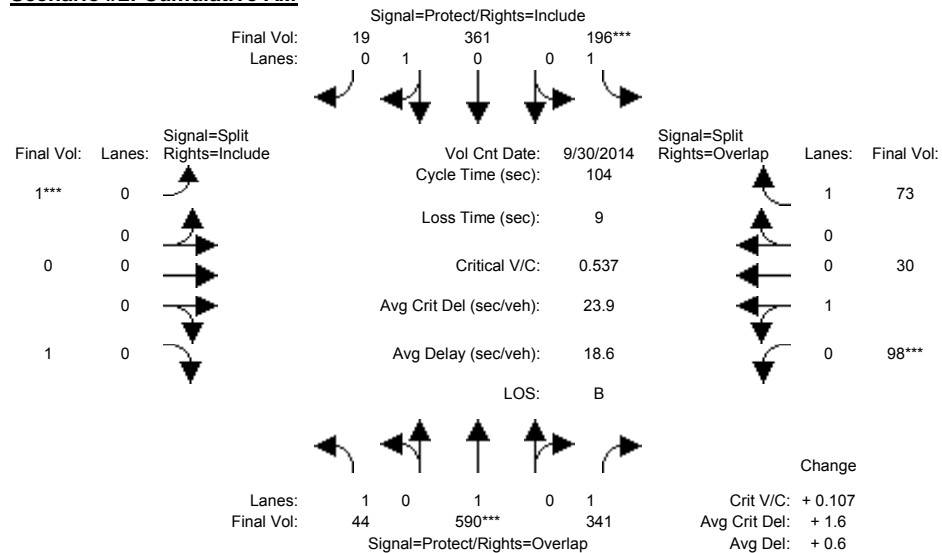 Signal=Protect/Rights=Include
Final Vol: 19 361 196***
Lanes: 0 1 0 0 1
Signal=Split
Final Vol: Lanes: Rights=Include
Vol Cnt Date: 9/30/2014
Signal=Split
Rights=Overlap Lanes: Final Vol:
1*** 0
Cycle Time (sec): 104
1 73
0
Loss Time (sec): 9
0
0 0
Critical V/C: 0.537
0 30
0
Avg Crit Del (sec/veh): 23.9
1
1 0
Avg Delay (sec/veh): 18.6
0 98***
LOS: B
Lanes: 1 0 1 0 1
Final Vol: 44 590*** 341
Signal=Protect/Rights=Overlap
Change
Crit V/C: + 0.107
Avg Crit Del: + 1.6
Avg Del: + 0.6